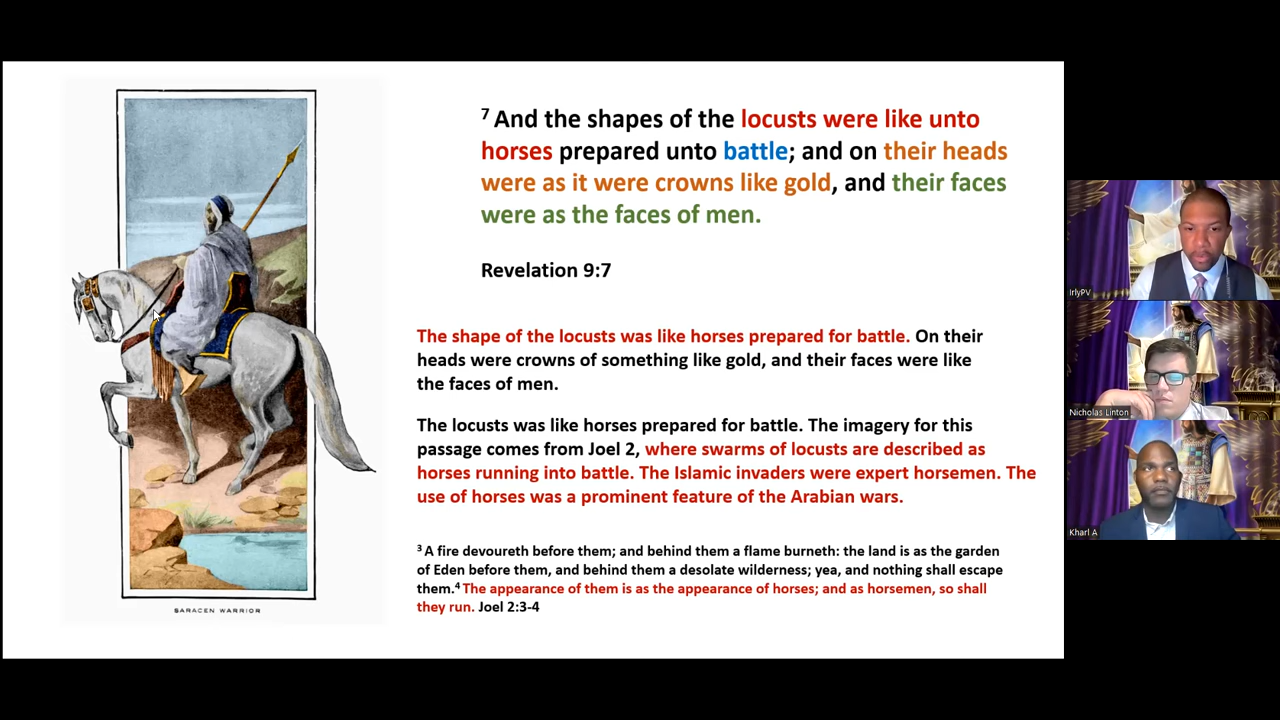 7 And the shapes of the locusts were like unto
horses prepared unto battle; and on their heads
were as it were crowns like gold, and their faces
were as the faces of men.
Revelation 9:7
The shape of the locusts was like horses prepared for battle. On their
heads were crowns of something like gold, and their faces were like
the faces of men.
The locusts was like horses prepared for battle. The imagery for this
passage comes from Joel 2, where swarms of locusts are described as
horses running into battle. The Islamic invaders were expert horsemen. The
use of horses was a prominent feature of the Arabian wars.
3 A fire devoureth before them; and behind them a flame burneth: the land is as the garden
of Eden before them, and behind them a desolate wilderness; yea, and nothing shall escape
them.4 The appearance of them is as the appearance of horses; and as horsemen, so shall
they run. Joel 2:3-4
SARACEN WARRIOR
IrlyPV
Nicholas Linton
Kharl A